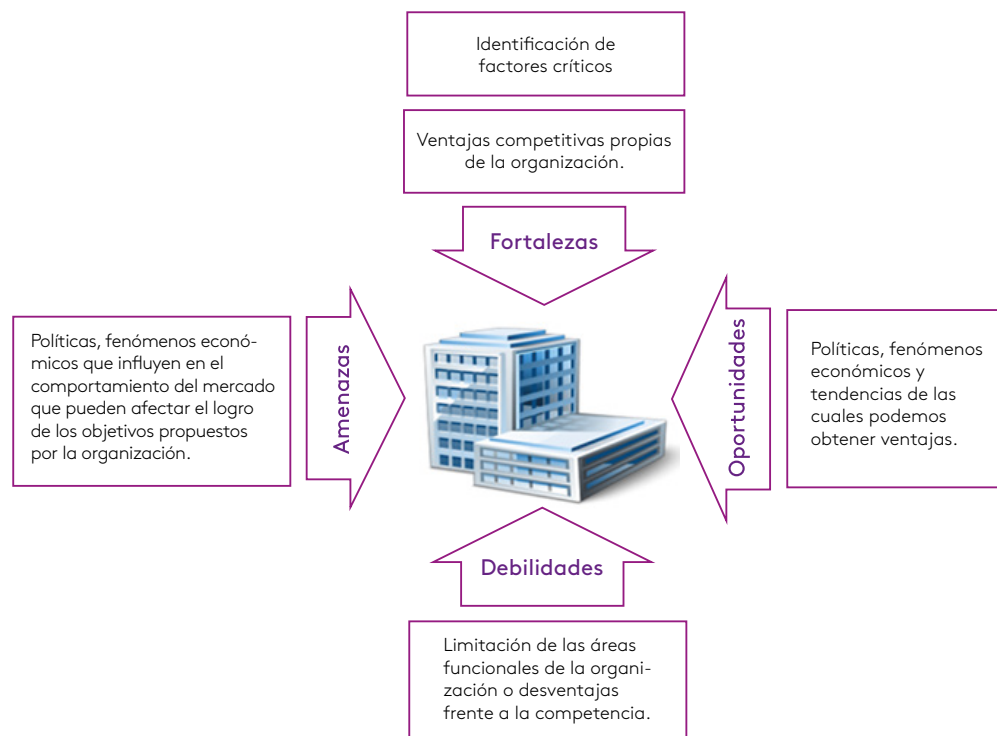 Identificación de
factores críticos
Ventajas competitivas propias
de la organización.
Fortalezas
Políticas, fenómenos econó-
micos que influyen en el
comportamiento del mercado
que pueden afectar el logro
de los objetivos propuestos
por la organización.
Amenazas
Oportunidades
Políticas, fenómenos
económicos y
tendencias de las
cuales podemos
obtener ventajas.
Debilidades
Limitación de las áreas
funcionales de la organi-
zación o desventajas
frente a la competencia.